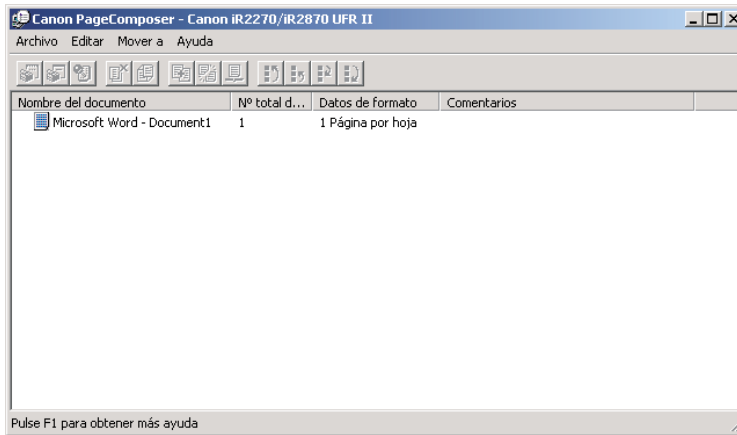 Canon PageComposer - Canon iR2270/iR2870 UFR II
Archivo Editar Mover a Ayuda
Nombre del documento Nº total d... Datos de formato Comentarios
Microsoft Word - Document1 1 1 Página por hoja
Pulse F1 para obtener más ayuda